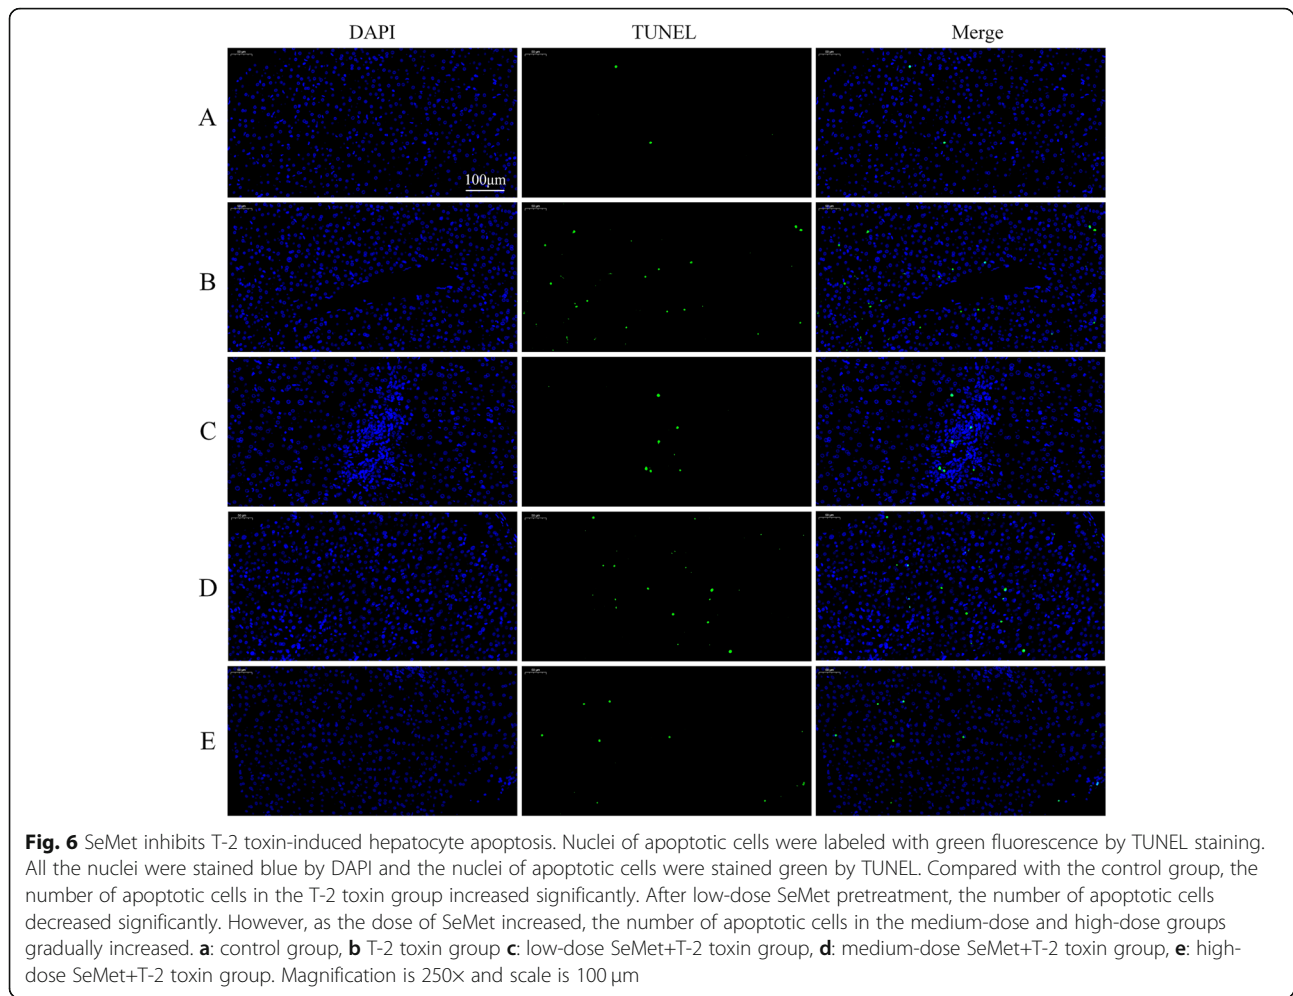 DAPI TUNEL Merge
A
100μm
B
C
D
E
Fig. 6 SeMet inhibits T-2 toxin-induced hepatocyte apoptosis. Nuclei of apoptotic cells were labeled with green fluorescence by TUNEL staining.
All the nuclei were stained blue by DAPI and the nuclei of apoptotic cells were stained green by TUNEL. Compared with the control group, the
number of apoptotic cells in the T-2 toxin group increased significantly. After low-dose SeMet pretreatment, the number of apoptotic cells
decreased significantly. However, as the dose of SeMet increased, the number of apoptotic cells in the medium-dose and high-dose groups
gradually increased. a: control group, b T-2 toxin group c: low-dose SeMet+T-2 toxin group, d: medium-dose SeMet+T-2 toxin group, e: high-
dose SeMet+T-2 toxin group. Magnification is 250× and scale is 100 μm